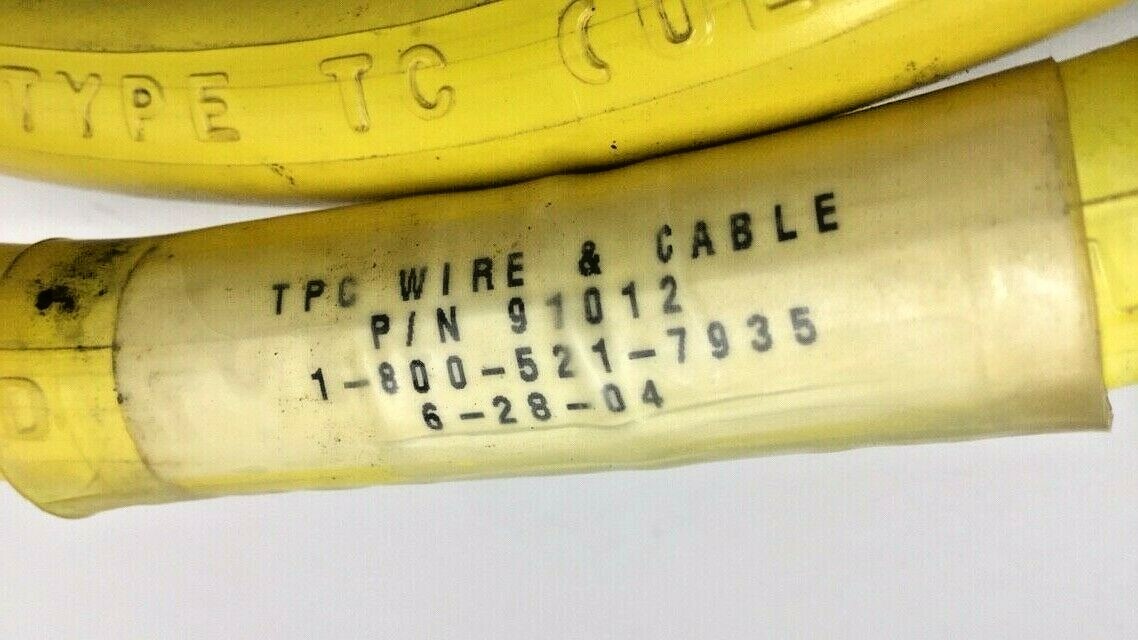 TYPE TC
TPC WIRE & CABLE
P/N 91012
1-800-521-7935
6-28-04